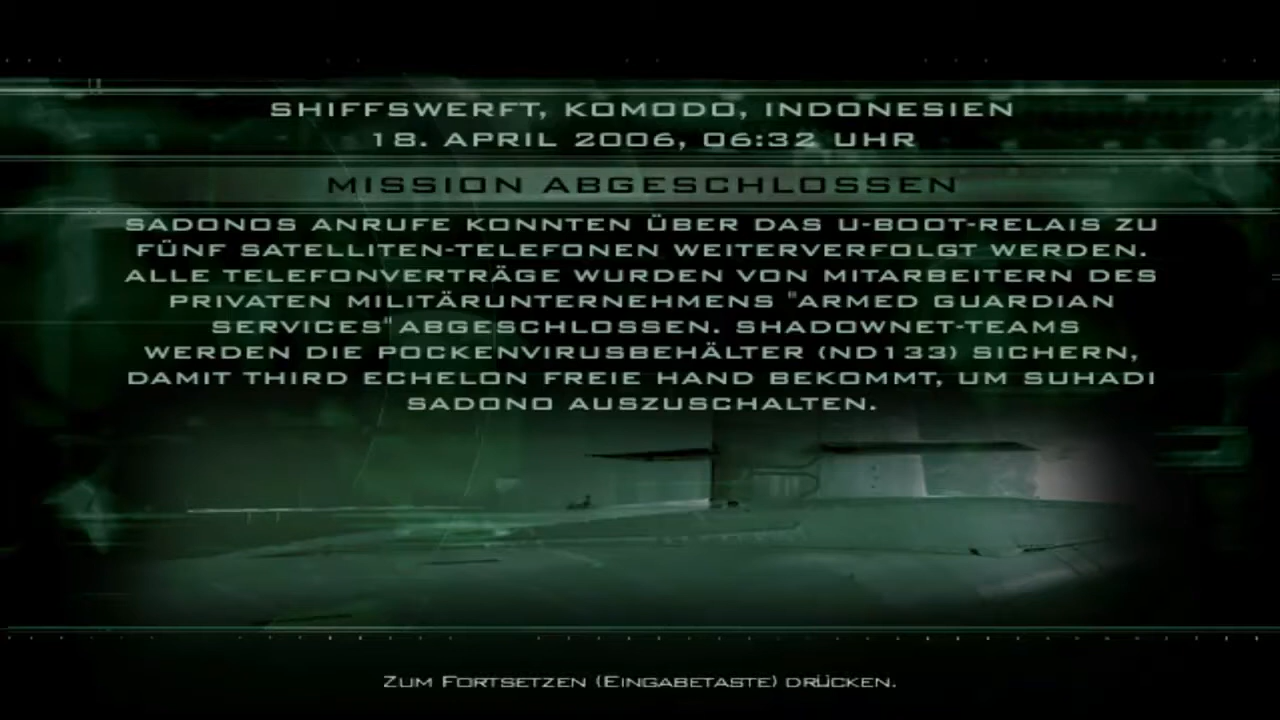 SHIFFSWERFT, KOMODO, INDONESIEN
18. APRIL 2006, 06:32 UHR
MISSION ABGESCHLOSSEN
SADONOS ANRUFE KONNTEN ÜBER DAS U-BOOT-RELAIS ZU
FÜNF SATELLITEN-TELEFONEN WEITERVERFOLGT WERDEN.
ALLE TELEFONVERTRÄGE WURDEN VON MITARBEITERN DES
PRIVATEN MILITÄRUNTERNEHMENS "ARMED GUARDIAN
SERVICES" ABGESCHLOSSEN. SHADOWNET-TEAMS
WERDEN DIE POCKENVIRUSBEHÄLTER (ND133) SICHERN,
DAMIT THIRD ECHELON FREIE HAND BEKOMMT, UM SUHADI
SADONO AUSZUSCHALTEN.
ZUM FORTSETZEN (EINGABETASTE) DRÜCKEN.